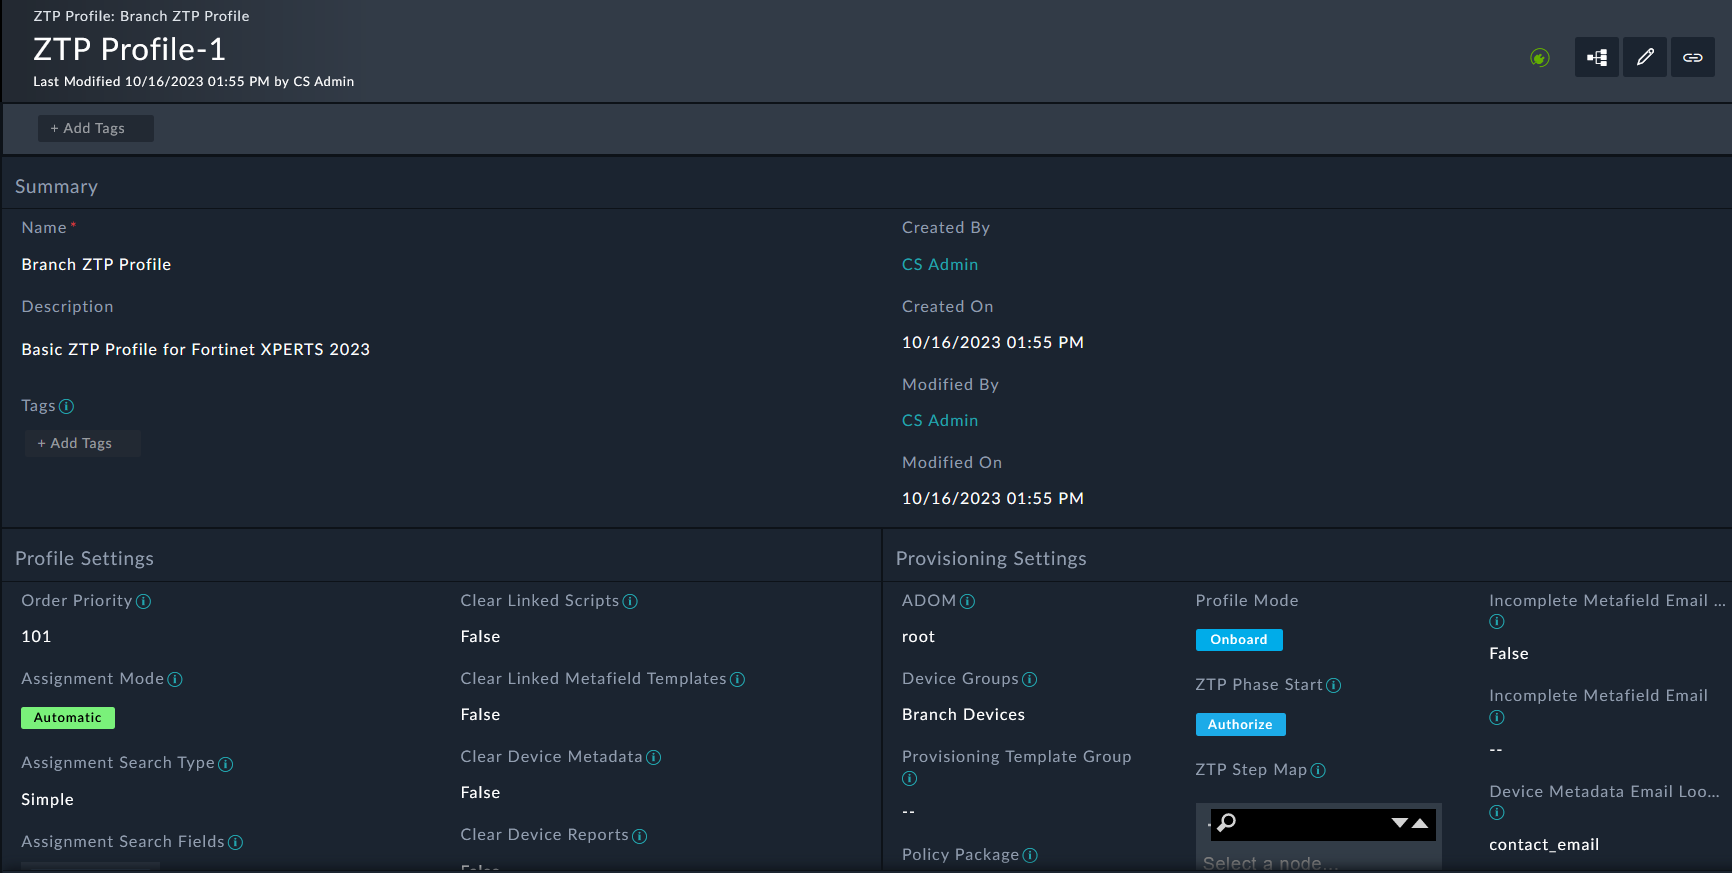 ZTP Profile: Branch ZTP Profile
ZTP Profile-1
Last Modified 10/16/2023 01:55 PM by CS Admin
+ Add Tags
Summary
Name *
Branch ZTP Profile
Description
Basic ZTP Profile for Fortinet XPERTS 2023
Tags
+ Add Tags
Created By
CS Admin
Created On
10/16/2023 01:55 PM
Modified By
CS Admin
Modified On
10/16/2023 01:55 PM
Profile Settings
Order Priority
101
Assignment Mode
Automatic
Assignment Search Type
Simple
Assignment Search Fields
Clear Linked Scripts
False
Clear Linked Metafield Templates
False
Clear Device Metadata
False
Clear Device Reports
False
Provisioning Settings
ADOM
root
Device Groups
Branch Devices
Provisioning Template Group
--
Policy Package
Profile Mode
Onboard
ZTP Phase Start
Authorize
ZTP Step Map
Select a node...
Incomplete Metafield Email ...
False
Incomplete Metafield Email
--
Device Metadata Email Loo...
contact_email